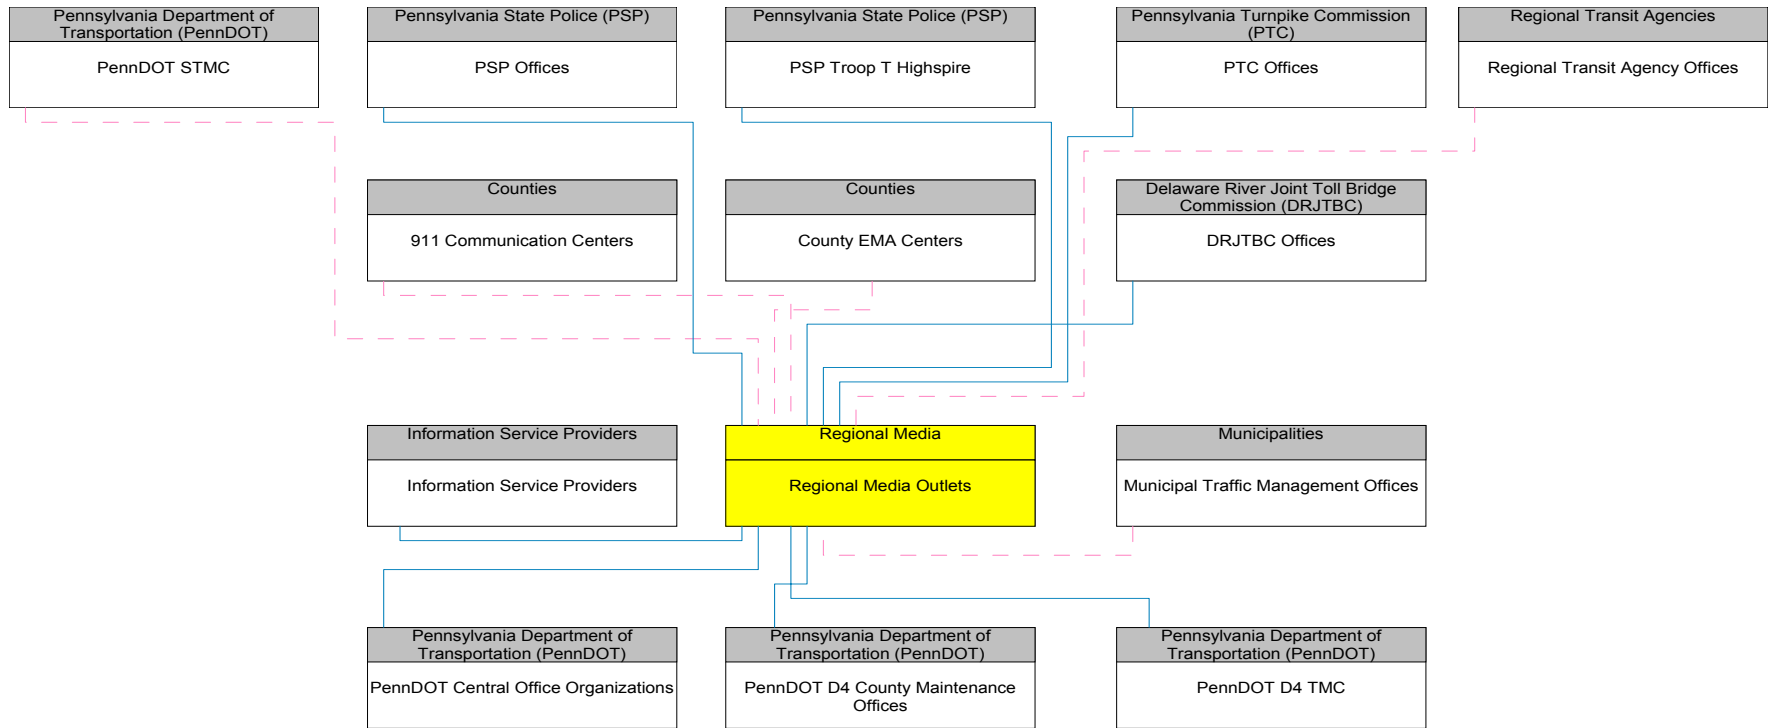 Pennsylvania Department of
Transportation (PennDOT)
PennDOT STMC
Pennsylvania State Police (PSP)
PSP Offices
Pennsylvania State Police (PSP)
PSP Troop T Highspire
Pennsylvania Turnpike Commission
(PTC)
PTC Offices
Regional Transit Agencies
Regional Transit Agency Offices
Counties
911 Communication Centers
Counties
County EMA Centers
Delaware River Joint Toll Bridge
Commission (DRJTBC)
DRJTBC Offices
Information Service Providers
Information Service Providers
Regional Media
Regional Media Outlets
Municipalities
Municipal Traffic Management Offices
Pennsylvania Department of
Transportation (PennDOT)
PennDOT Central Office Organizations
Pennsylvania Department of
Transportation (PennDOT)
PennDOT D4 County Maintenance
Offices
Pennsylvania Department of
Transportation (PennDOT)
PennDOT D4 TMC